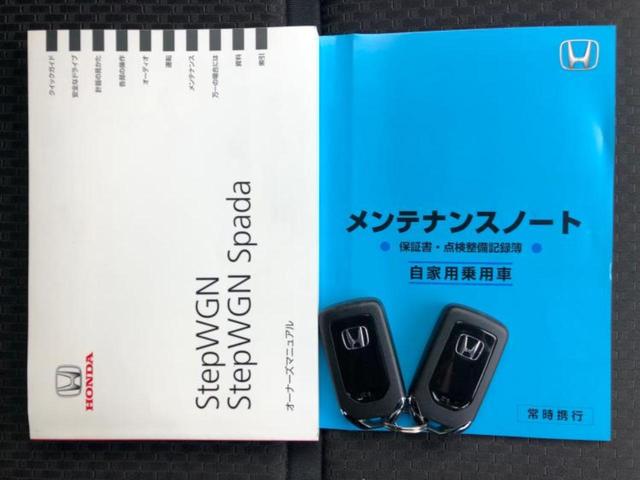 クイックガイド
安全なドライブ
計器の見かた
各部の操作
オーディオ
運転
メンテナンス
万一の場合には
資料
索引
StepWGN
StepWGN Spada
オーナーズマニュアル
HONDA
メンテナンスノート
● 保証書・点検整備記録簿 ●
自家用乗用車
常時携行